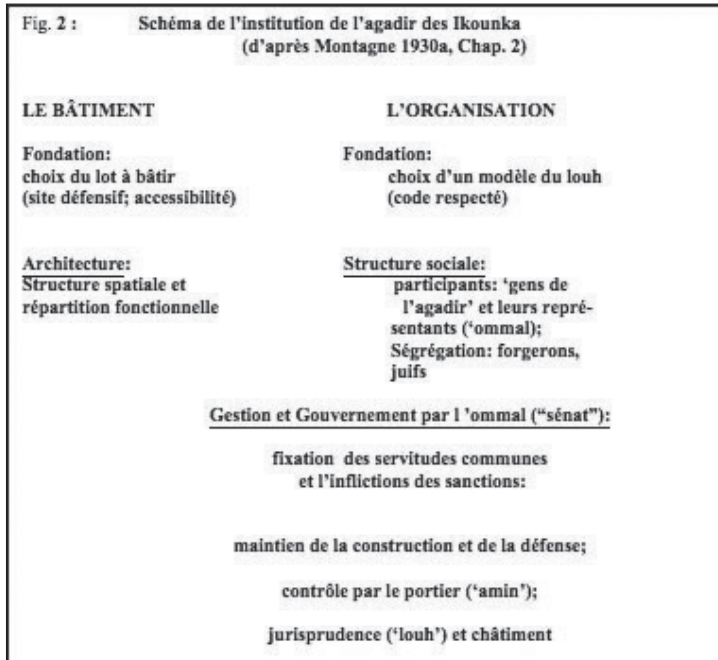 Fig. 2 : Schéma de l'institution de l'agadir des Ikounka
(d'après Montagne 1930a, Chap. 2)
LE BÂTIMENT
Fondation:
choix du lot à bâtir
(site défensif; accessibilité)
Architecture:
Structure spatiale et
répartition fonctionnelle
L'ORGANISATION
Fondation:
choix d'un modèle du louh
(code respecté)
Structure sociale:
participants: 'gens de
l'agadir' et leurs repré-
sentants ('ommal);
Ségrégation: forgerons,
juifs
Gestion et Gouvernement par l 'ommal ("sénat"):
fixation des servitudes communes
et l'inflictions des sanctions:
maintien de la construction et de la défense;
contrôle par le portier ('amin');
jurisprudence ('louh') et châtiment